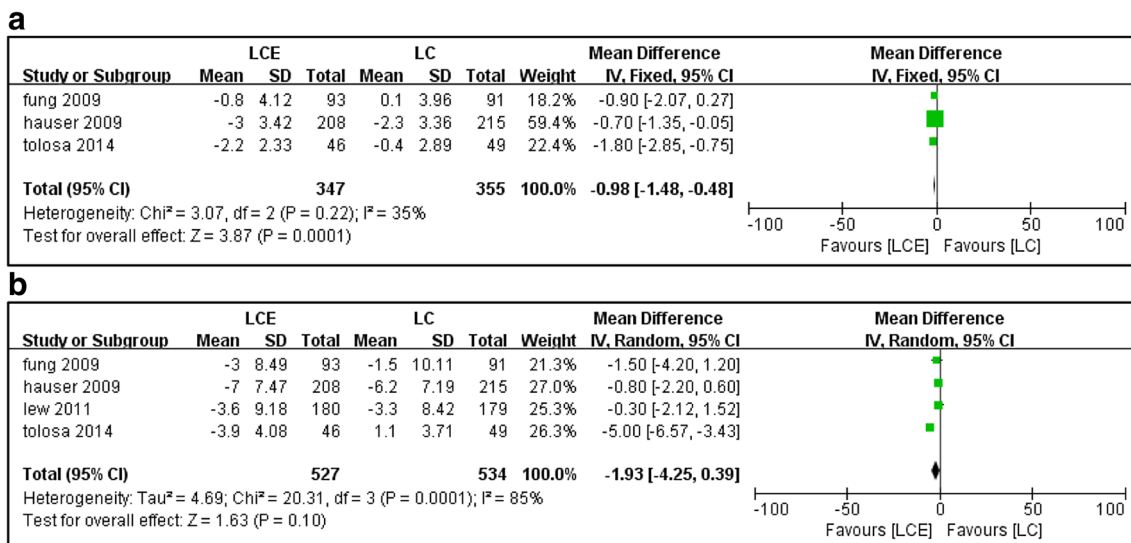 a
LCE LC Mean Difference Mean Difference
Study or Subgroup Mean SD Total Mean SD Total Weight IV, Fixed, 95% CI IV, Fixed, 95% CI
fung 2009 -0.8 4.12 93 0.1 3.96 91 18.2% -0.90 [-2.07, 0.27]
hauser 2009 -3 3.42 208 -2.3 3.36 215 59.4% -0.70 [-1.35, -0.05]
tolosa 2014 -2.2 2.33 46 -0.4 2.89 49 22.4% -1.80 [-2.85, -0.75]
Total (95% CI) 347 355 100.0% -0.98 [-1.48, -0.48]
Heterogeneity: Chi² = 3.07, df = 2 (P = 0.22); I² = 35%
Test for overall effect: Z = 3.87 (P = 0.0001)
-100 -50 0 50 100
Favours [LCE] Favours [LC]
b
LCE LC Mean Difference Mean Difference
Study or Subgroup Mean SD Total Mean SD Total Weight IV, Random, 95% CI IV, Random, 95% CI
fung 2009 -3 8.49 93 -1.5 10.11 91 21.3% -1.50 [-4.20, 1.20]
hauser 2009 -7 7.47 208 -6.2 7.19 215 27.0% -0.80 [-2.20, 0.60]
lew 2011 -3.6 9.18 180 -3.3 8.42 179 25.3% -0.30 [-2.12, 1.52]
tolosa 2014 -3.9 4.08 46 1.1 3.71 49 26.3% -5.00 [-6.57, -3.43]
Total (95% CI) 527 534 100.0% -1.93 [-4.25, 0.39]
Heterogeneity: Tau² = 4.69; Chi² = 20.31, df = 3 (P = 0.0001); I² = 85%
Test for overall effect: Z = 1.63 (P = 0.10)
-100 -50 0 50 100
Favours [LCE] Favours [LC]